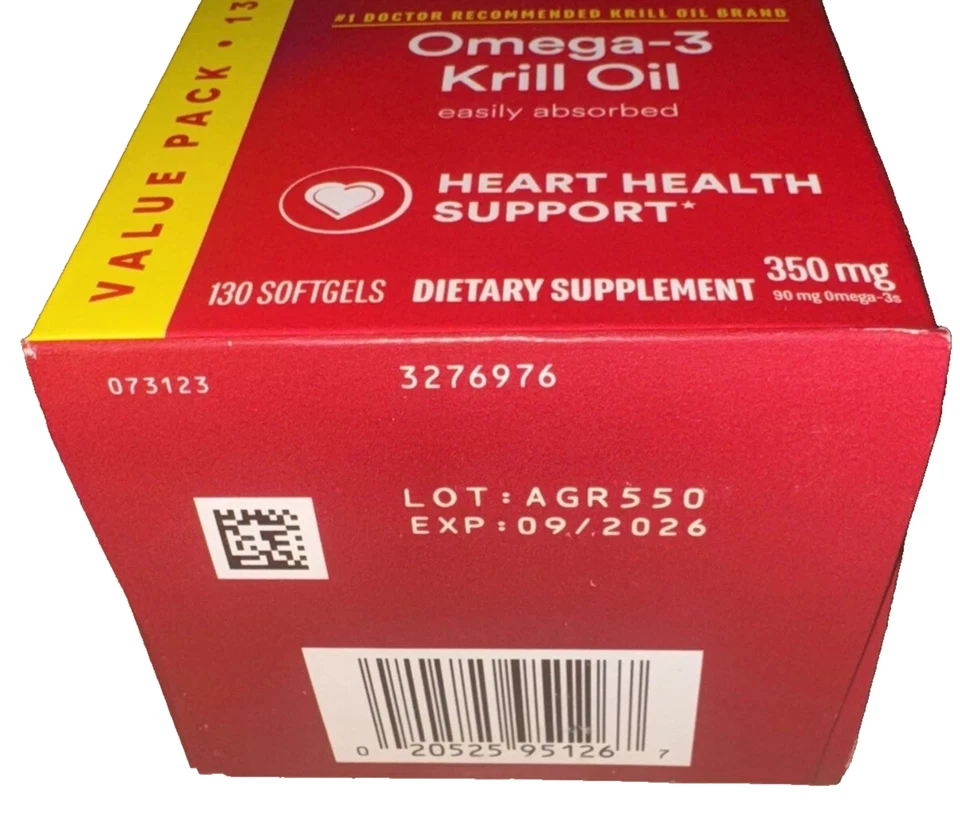 VALUE PACK • 13
#1 DOCTOR RECOMMENDED KRILL OIL BRAND
Omega-3
Krill Oil
easily absorbed
HEART HEALTH
SUPPORT*
130 SOFTGELS DIETARY SUPPLEMENT 350 mg
90 mg Omega-3s
073123 3276976
LOT:AGR550
EXP:09/2026
0 20525 95126 7